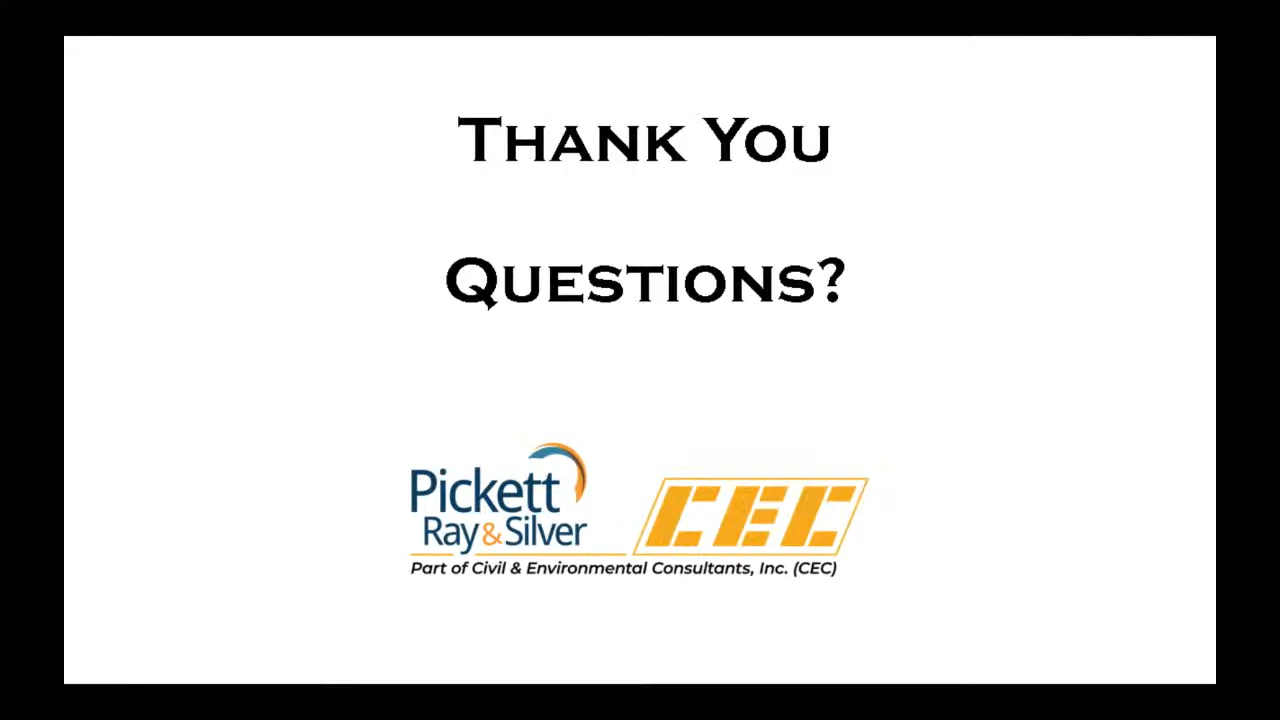 THANK YOU
QUESTIONS?
Pickett
Ray & Silver
CEC
Part of Civil & Environmental Consultants, Inc. (CEC)